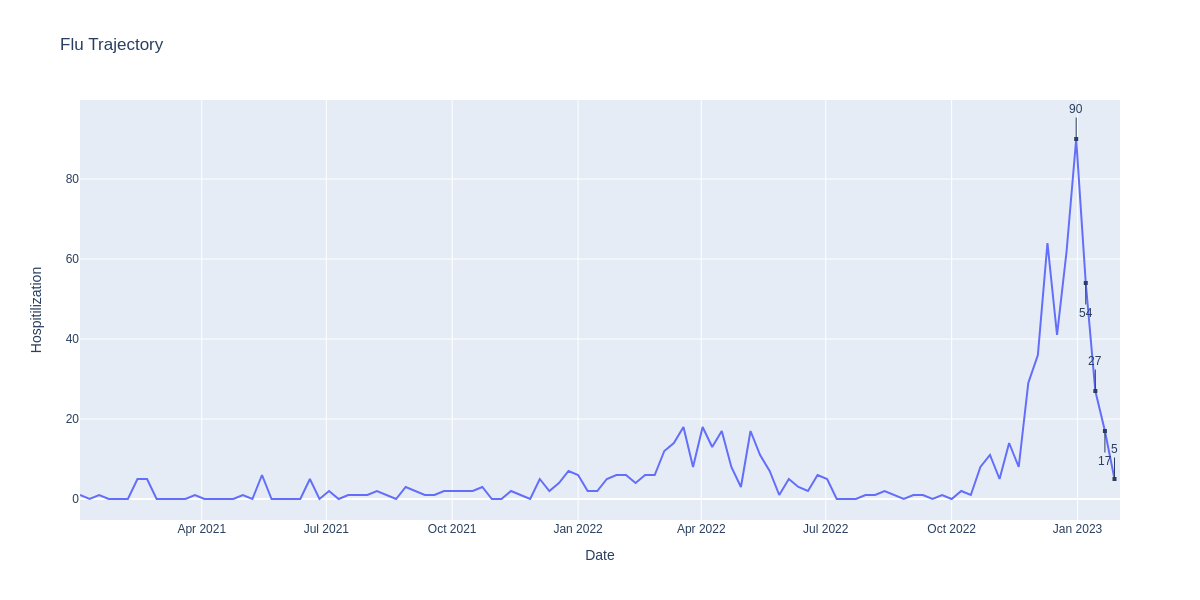 Flu Trajectory
90
80
60
54
40
27
20
5
17
0
Hospitilization
Apr 2021
Jul 2021
Oct 2021
Jan 2022
Apr 2022
Jul 2022
Oct 2022
Jan 2023
Date